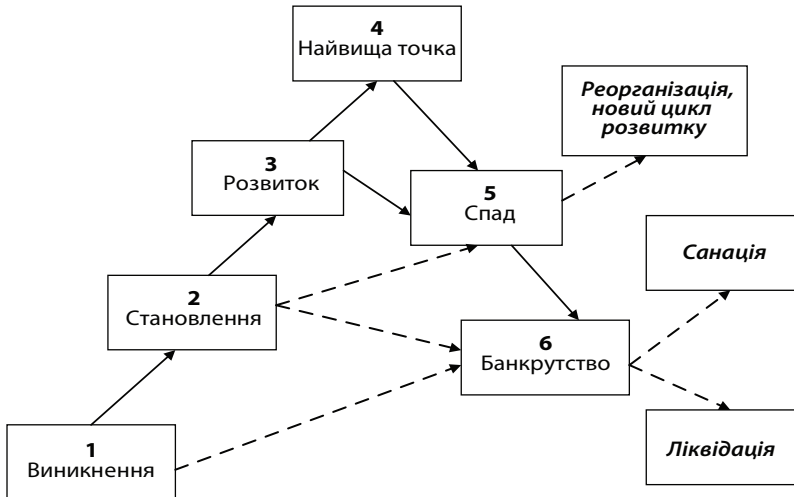 4
Найвища точка
Реорганізація,
новий цикл
розвитку
3
Розвиток
5
Спад
Санація
2
Становлення
6
Банкрутство
1
Виникнення
Ліквідація